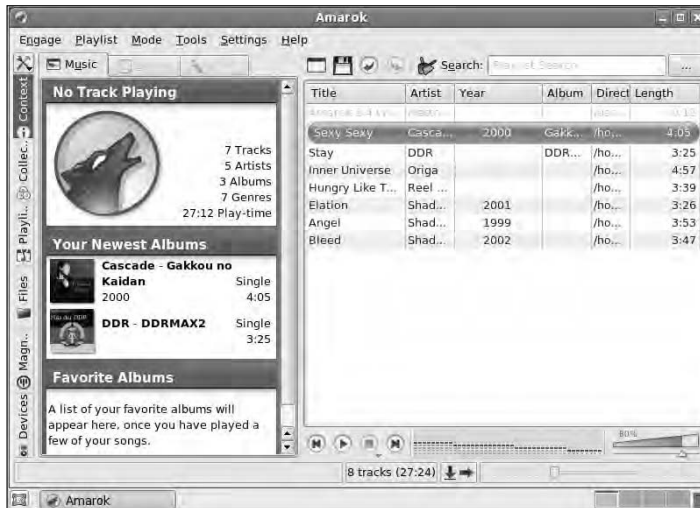 Amarok
Engage Playlist Mode Tools Settings Help
Music
Search:
...
Context
Collec..
Playli..
Files
Magn..
Devices
No Track Playing
7 Tracks
5 Artists
3 Albums
7 Genres
27:12 Play-time
Your Newest Albums
Cascade - Gakkou no
Kaidan Single
2000 4:05
DDR - DDRMAX2 Single
3:25
Favorite Albums
A list of your favorite albums will
appear here, once you have played a
few of your songs.
Title Artist Year Album Direct Length
Sexy Sexy Casca... 2000 Gakk... /ho... 4:05
Stay DDR DDR... /ho... 3:25
Inner Universe Origa /ho... 4:57
Hungry Like T... Reel ... /ho... 3:39
Elation Shad... 2001 /ho... 3:26
Angel Shad... 1999 /ho... 3:53
Bleed Shad... 2002 /ho... 3:47
80%
8 tracks (27:24)
Amarok